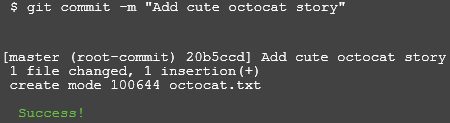 $ git commit -m "Add cute octocat story"
[master (root-commit) 20b5ccd] Add cute octocat story
1 file changed, 1 insertion(+)
create mode 100644 octocat.txt
Success!